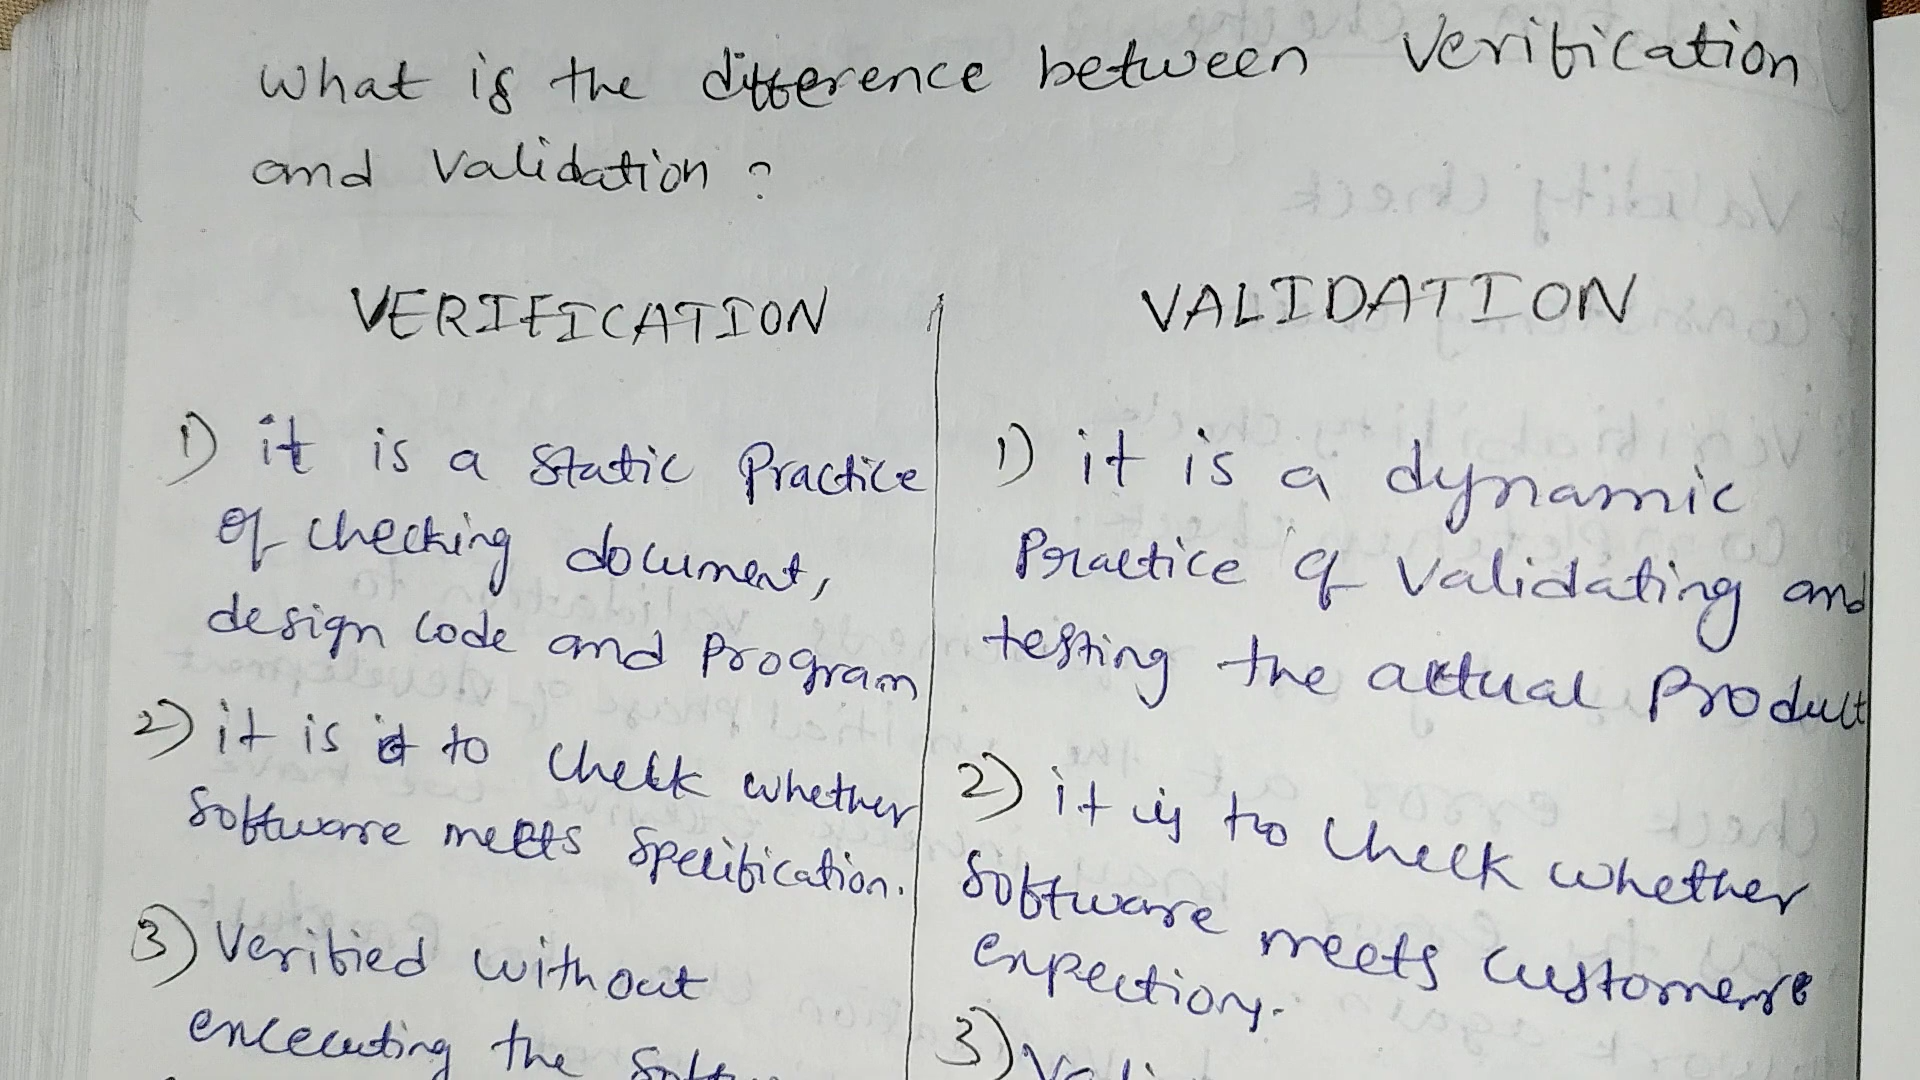 What is the difference between Verification
and Validation ?
VERIFICATION
1) it is a static Practice
of checking document,
design code and program
2) it is to check whether
software meets specification.
3) Verified without
the
VALIDATION
1) it is a dynamic
Practice of Validating and
testing the actual Product
2) it is to check whether
software meets customers
expection.
3)